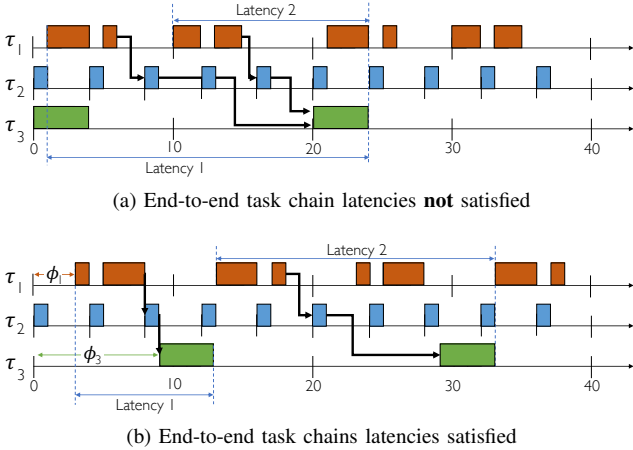 Latency 2
τ1
τ2
τ3
0 10 20 30 40
Latency 1
(a) End-to-end task chain latencies not satisfied
ϕ1 Latency 2
τ1
τ2
ϕ3
τ3
0 10 20 30 40
Latency 1
(b) End-to-end task chains latencies satisfied